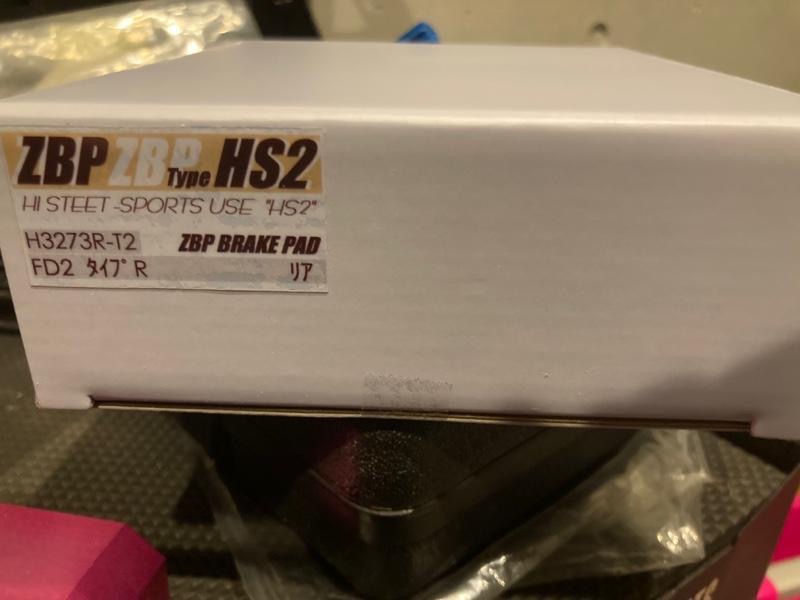 ZBP ZBP Type HS2
HI STEET-SPORTS USE "HS2"
H3273R-T2 ZBP BRAKE PAD
FD2 ﾀｲﾌﾟR ﾘｱ